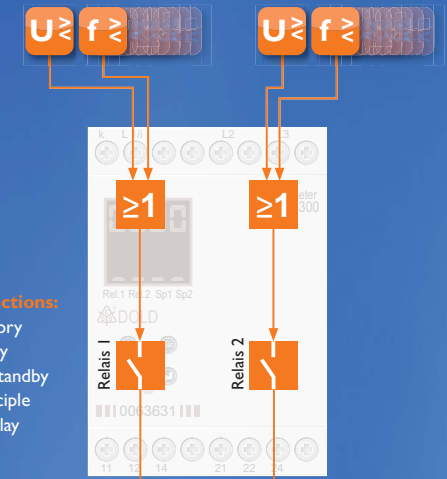 U >< f ><
U >< f ><
k L1/i L2 L3
≥1 ≥1
eter
300
Rel.1 Rel.2 Sp1 Sp2
DOLD
ctions:
ory
y
tandby
ciple
lay
Relais 1
Relais 2
0063631
11 12 14 21 22 24